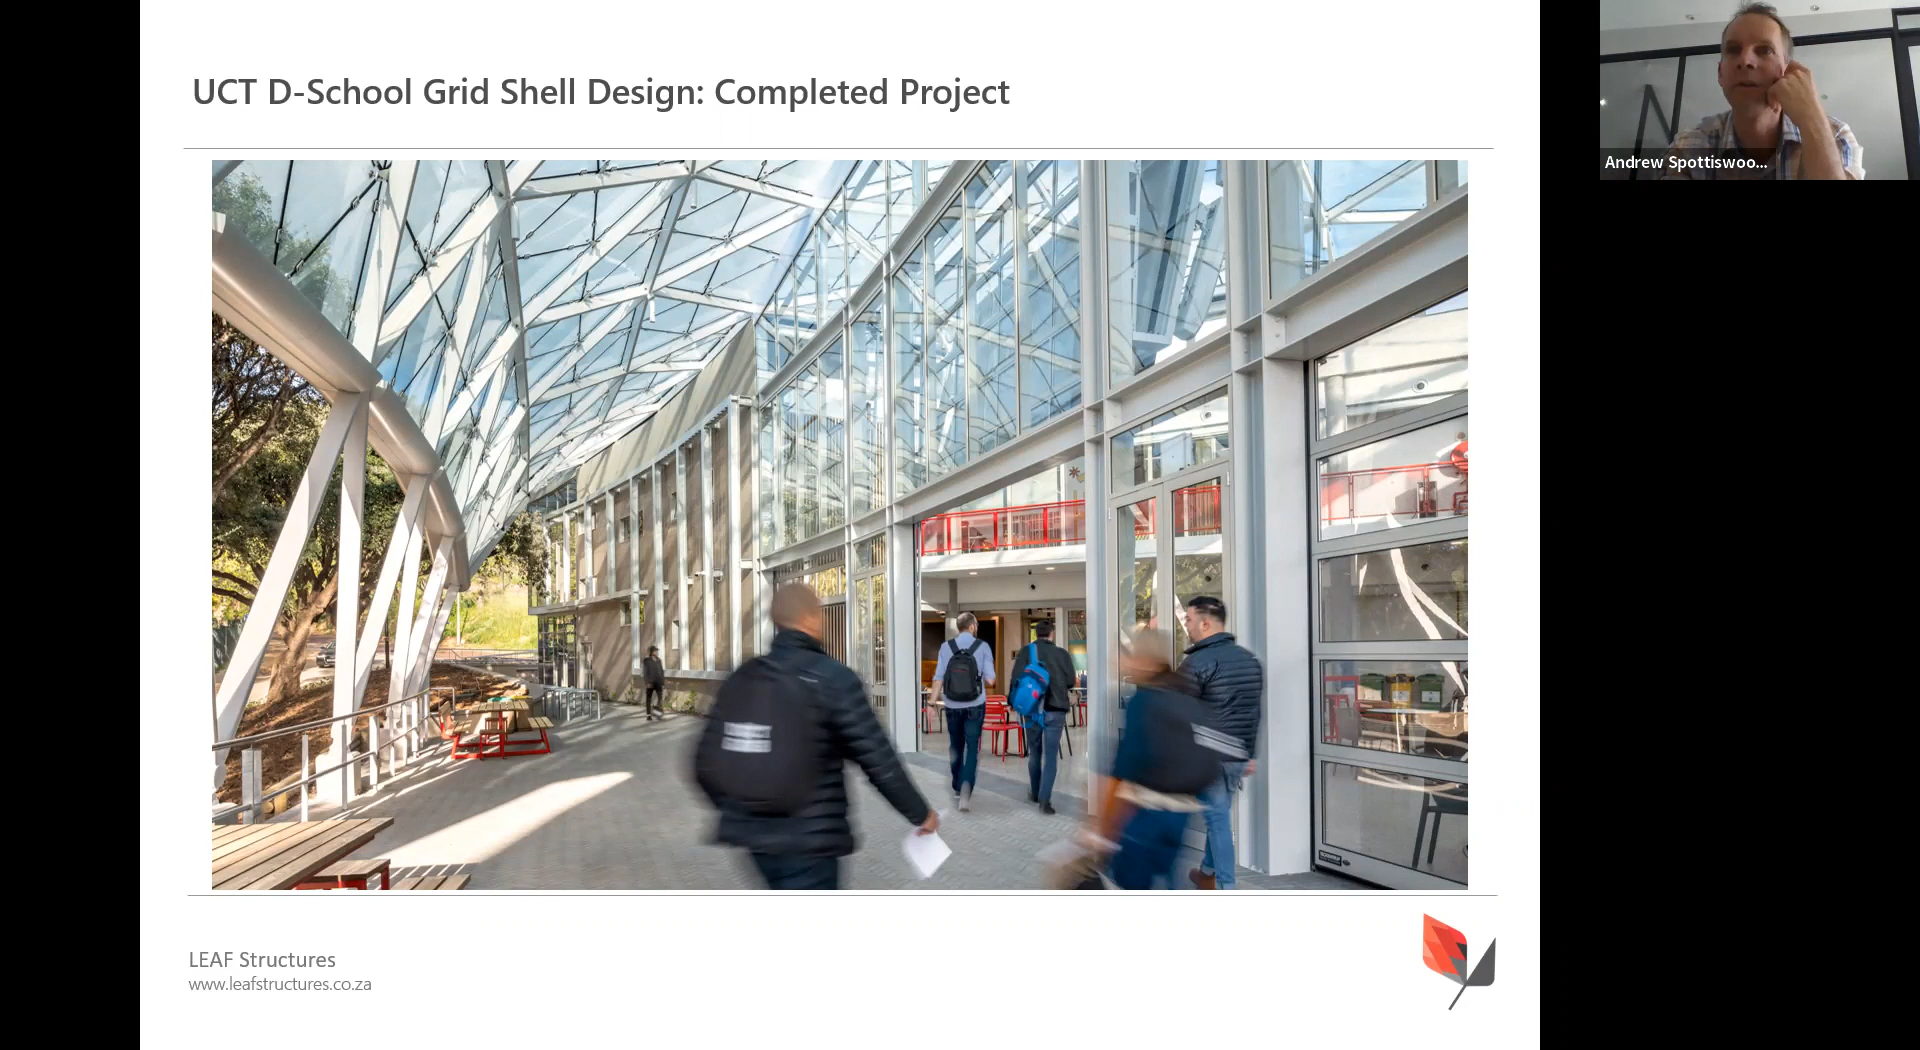 UCT D-School Grid Shell Design: Completed Project
Andrew Spottiswoo...
LEAF Structures
www.leafstructures.co.za